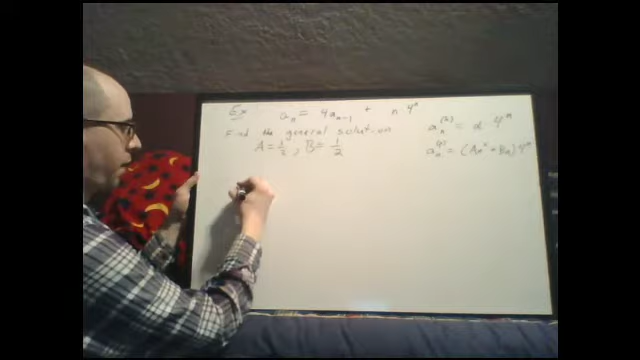 Ex aₙ = 4aₙ₋₁ + n 4ⁿ
Find the general solution
A = 1/2, B = 1/2
aₙ⁽ʰ⁾ = α 4ⁿ
aₙ⁽ᵖ⁾ = (An² + Bn) 4ⁿ